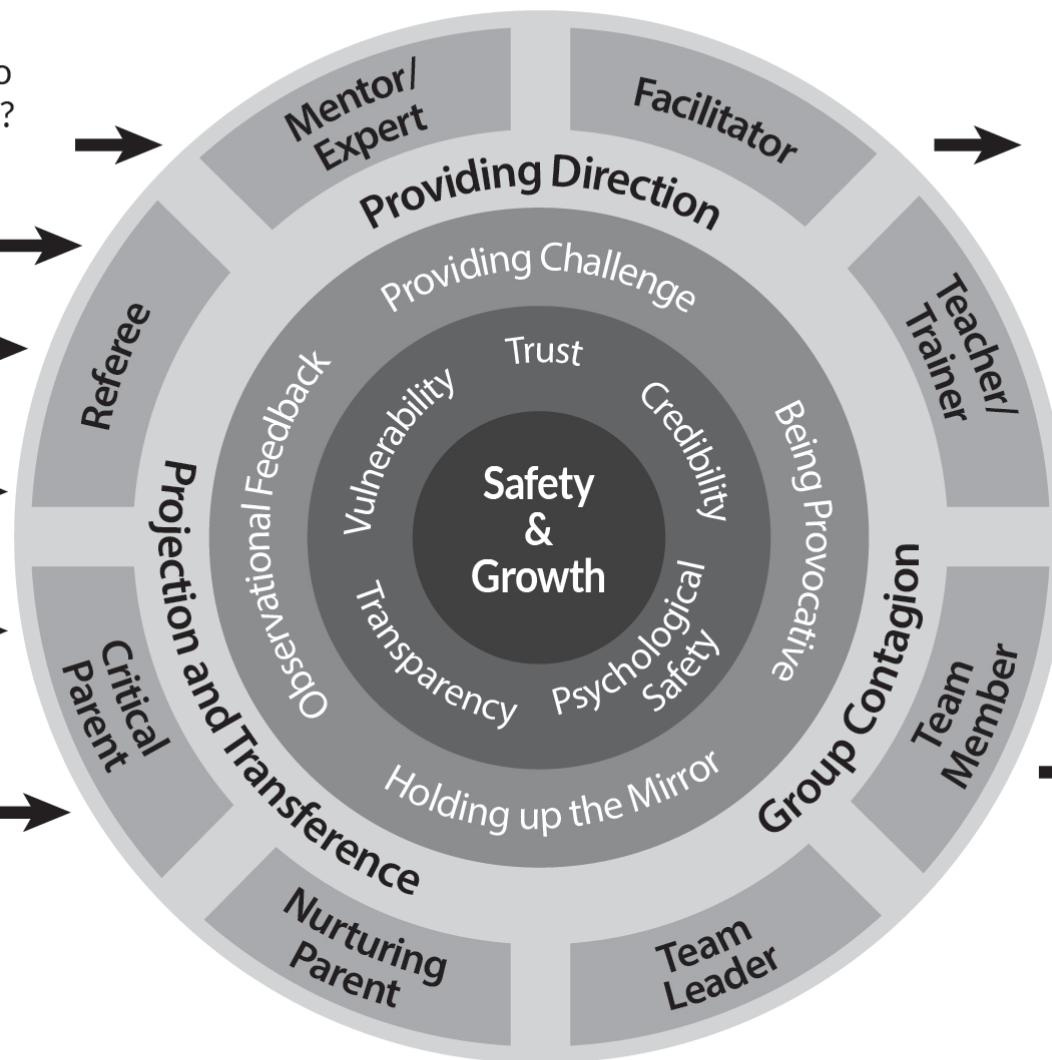 o
?
Mentor/
Expert
Facilitator
Teacher/
Trainer
Team
Member
Team
Leader
Nurturing
Parent
Critical
Parent
Referee
Providing Direction
Group Contagion
Projection and Transference
Providing Challenge
Being Provocative
Holding up the Mirror
Observational Feedback
Trust
Credibility
Psychological
Safety
Transparency
Vulnerability
Safety
&
Growth